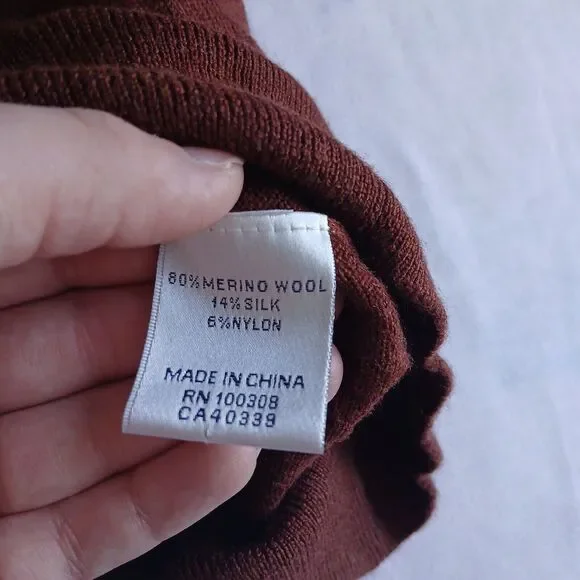 80%MERINO WOOL
14%SILK
6%NYLON
MADE IN CHINA
RN 100308
CA40339